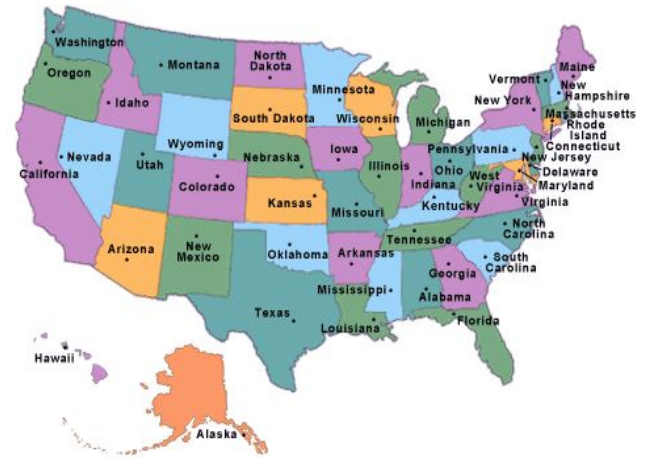 Washington
Oregon
Idaho
Montana
North
Dakota
Minnesota
South Dakota
Wisconsin
Michigan
Wyoming
Nevada
California
Utah
Colorado
Nebraska
Iowa
Illinois
Indiana
Ohio
Pennsylvania
New York
Vermont
Maine
New
Hampshire
Massachusetts
Rhode
Island
Connecticut
New Jersey
Delaware
Maryland
West
Virginia
Virginia
Kentucky
Kansas
Missouri
Arizona
New
Mexico
Oklahoma
Arkansas
Tennessee
North
Carolina
South
Carolina
Georgia
Alabama
Mississippi
Louisiana
Texas
Florida
Hawaii
Alaska